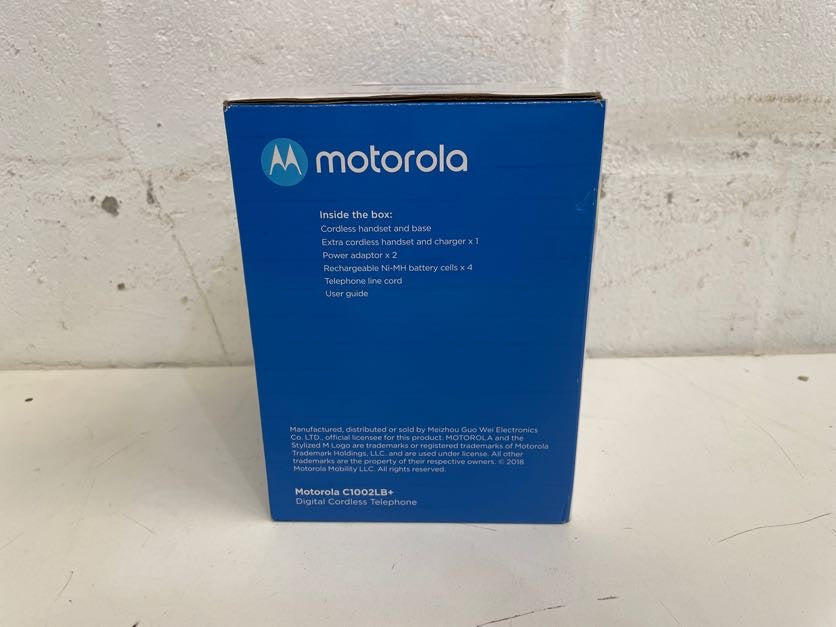 motorola
Inside the box:
Cordless handset and base
Extra cordless handset and charger x 1
Power adaptor x 2
Rechargeable Ni-MH battery cells x 4
Telephone line cord
User guide
Manufactured, distributed or sold by Meizhou Guo Wei Electronics
Co. LTD., official licensee for this product. MOTOROLA and the
Stylized M Logo are trademarks or registered trademarks of Motorola
Trademark Holdings, LLC. and are used under license. All other
trademarks are the property of their respective owners. © 2018
Motorola Mobility LLC. All rights reserved.
Motorola C1002LB+
Digital Cordless Telephone